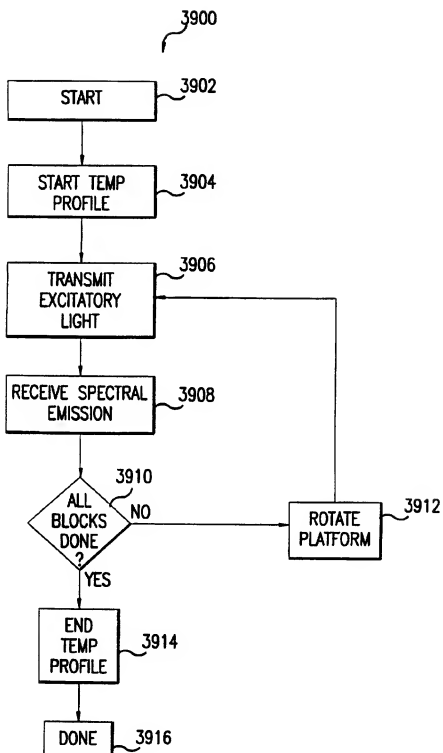 3900
START
3902
START TEMP
PROFILE
3904
TRANSMIT
EXCITATORY
LIGHT
3906
RECEIVE SPECTRAL
EMISSION
3908
ALL
BLOCKS
DONE
?
3910
NO
ROTATE
PLATFORM
3912
YES
END
TEMP
PROFILE
3914
DONE
3916